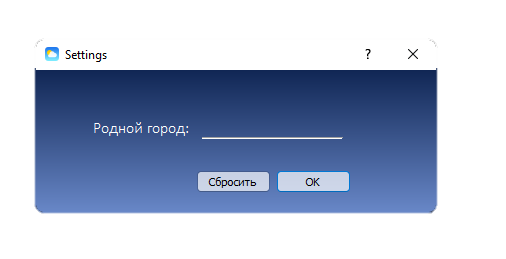 Settings
?
Родной город:
Сбросить
OK